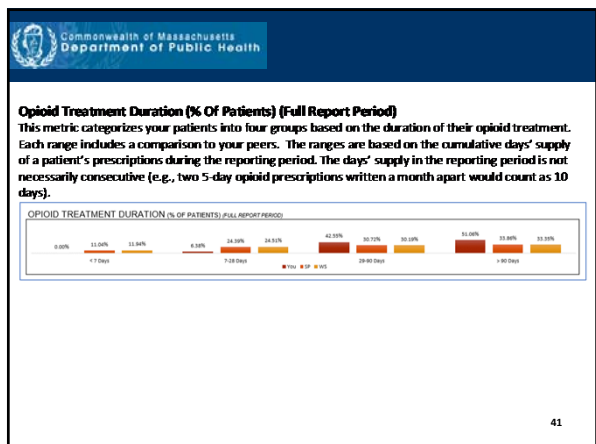 Commonwealth of Massachusetts
Department of Public Health
Opioid Treatment Duration (% Of Patients) (Full Report Period)
This metric categorizes your patients into four groups based on the duration of their opioid treatment.
Each range includes a comparison to your peers. The ranges are based on the cumulative days' supply
of a patient's prescriptions during the reporting period. The days' supply in the reporting period is not
necessarily consecutive (e.g., two 5-day opioid prescriptions written a month apart would count as 10
days).
OPIOID TREATMENT DURATION (% OF PATIENTS) (FULL REPORT PERIOD)
0.00% 11.04% 11.94% 6.38% 24.38% 24.51% 42.55% 30.72% 30.19% 51.06% 33.86% 33.35%
< 7 Days 7-28 Days 29-90 Days > 90 Days
You SP WS
41